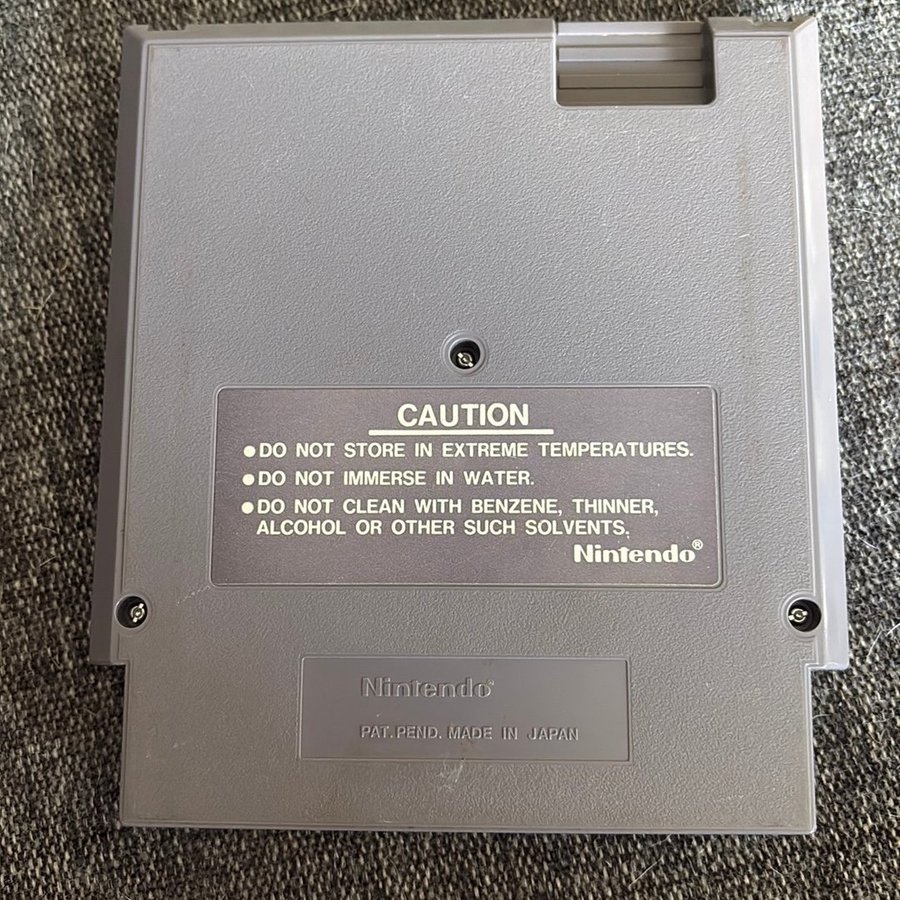 CAUTION
●DO NOT STORE IN EXTREME TEMPERATURES.
●DO NOT IMMERSE IN WATER.
●DO NOT CLEAN WITH BENZENE, THINNER,
ALCOHOL OR OTHER SUCH SOLVENTS.
Nintendo®
Nintendo®
PAT. PEND. MADE IN JAPAN